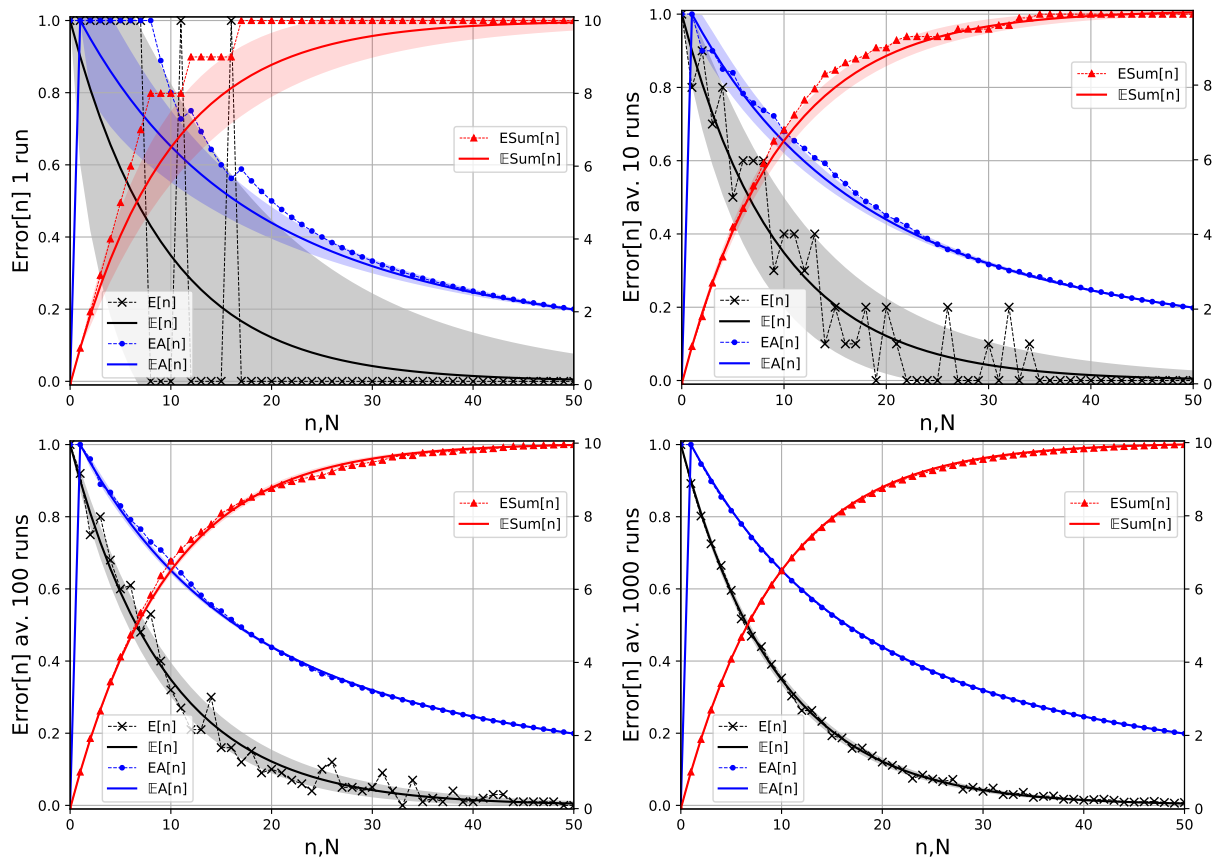 Error[n] 1 run
1.0
0.8
0.6
0.4
0.2
0.0
10
8
6
4
2
0
0
10
20
30
40
50
n,N
ESum[n]
𝔼Sum[n]
E[n]
𝔼[n]
EA[n]
𝔼A[n]
Error[n] av. 10 runs
1.0
0.8
0.6
0.4
0.2
0.0
8
6
4
2
0
0
10
20
30
40
50
n,N
ESum[n]
𝔼Sum[n]
E[n]
𝔼[n]
EA[n]
𝔼A[n]
Error[n] av. 100 runs
1.0
0.8
0.6
0.4
0.2
0.0
10
8
6
4
2
0
0
10
20
30
40
50
n,N
ESum[n]
𝔼Sum[n]
E[n]
𝔼[n]
EA[n]
𝔼A[n]
Error[n] av. 1000 runs
1.0
0.8
0.6
0.4
0.2
0.0
10
8
6
4
2
0
0
10
20
30
40
50
n,N
ESum[n]
𝔼Sum[n]
E[n]
𝔼[n]
EA[n]
𝔼A[n]